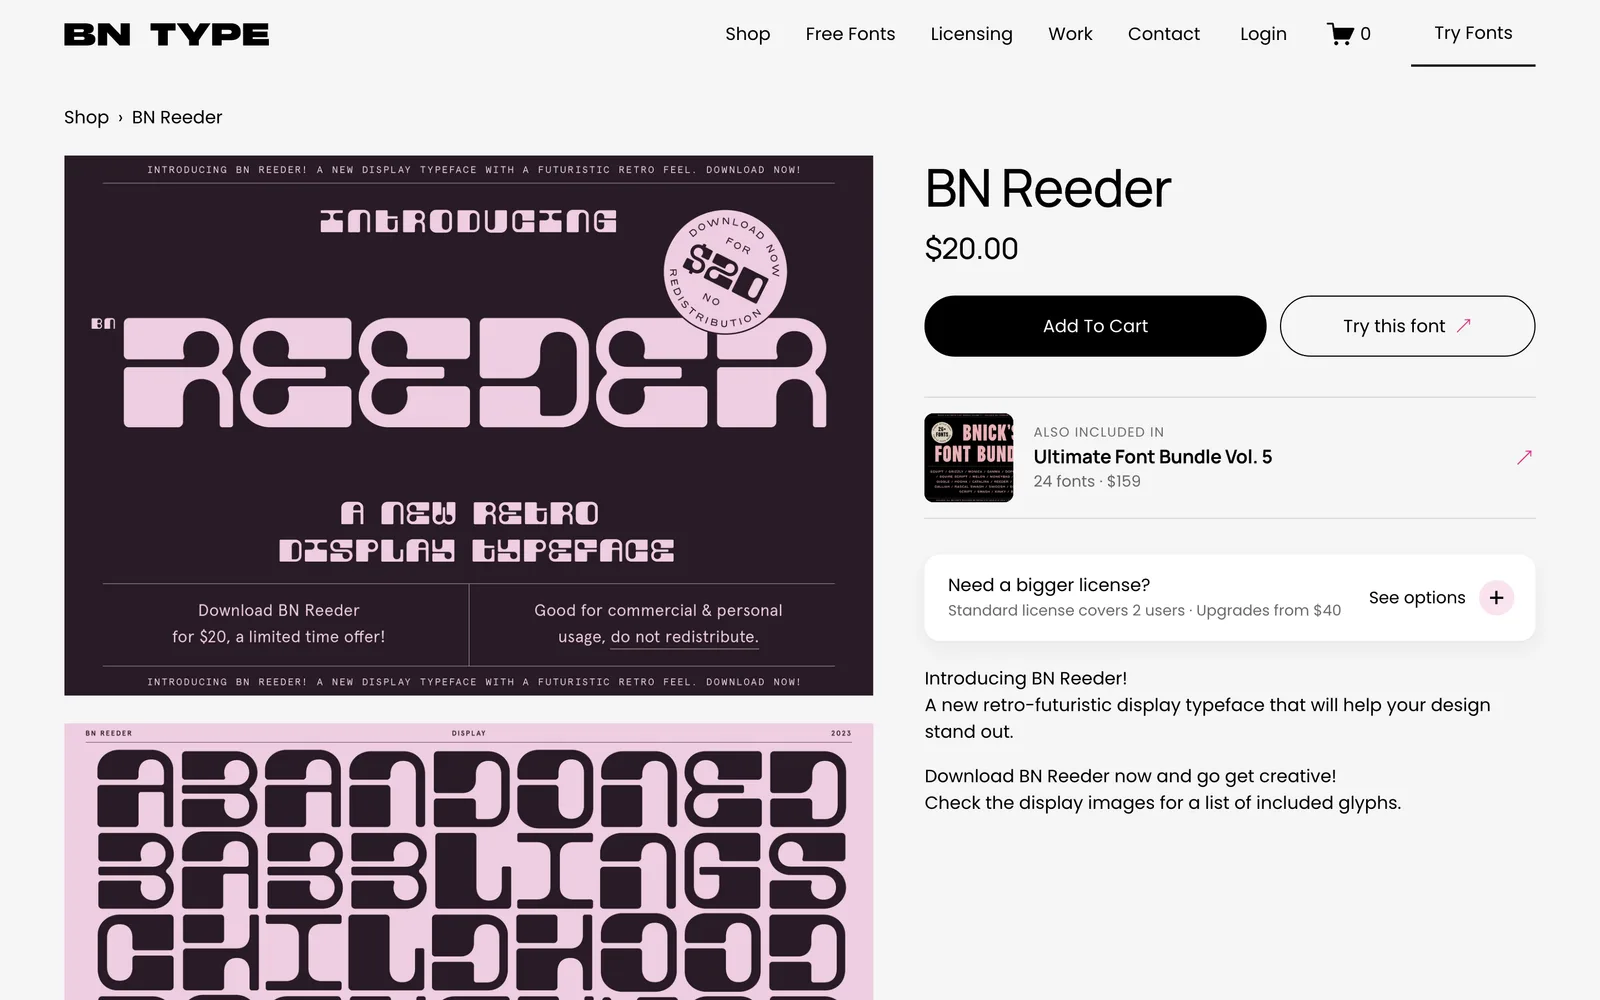 BN TYPE
Shop Free Fonts Licensing Work Contact Login 0 Try Fonts
Shop › BN Reeder
INTRODUCING BN REEDER! A NEW DISPLAY TYPEFACE WITH A FUTURISTIC RETRO FEEL. DOWNLOAD NOW!
INTRODUCING
DOWNLOAD NOW
FOR
$20
NO
REDISTRIBUTION
BN
REEDER
A NEW RETRO
DISPLAY TYPEFACE
Download BN Reeder
for $20, a limited time offer!
Good for commercial & personal
usage, do not redistribute.
INTRODUCING BN REEDER! A NEW DISPLAY TYPEFACE WITH A FUTURISTIC RETRO FEEL. DOWNLOAD NOW!
BN REEDER DISPLAY 2023
ABANDONED
BABBLINGS
CHILDHOOD
BN Reeder
$20.00
Add To Cart
Try this font
BNICK'S
FONT BUND
ALSO INCLUDED IN
Ultimate Font Bundle Vol. 5
24 fonts · $159
Need a bigger license?
Standard license covers 2 users · Upgrades from $40
See options
Introducing BN Reeder!
A new retro-futuristic display typeface that will help your design
stand out.
Download BN Reeder now and go get creative!
Check the display images for a list of included glyphs.